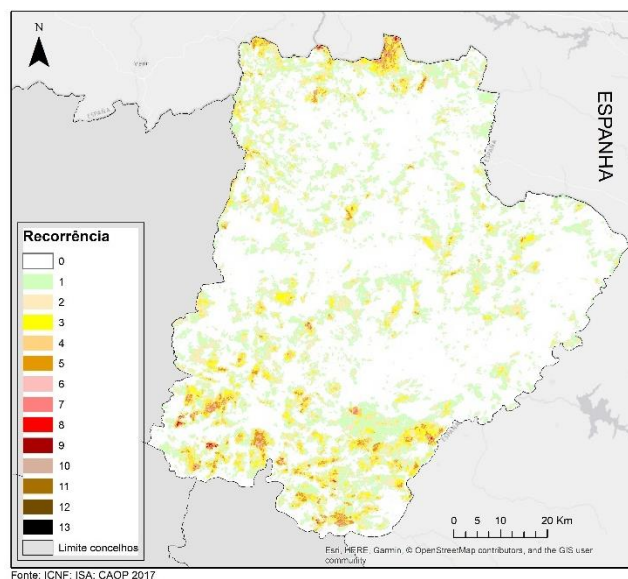 N
ESPANHA
ESPAÑA
ESPAÑA
Recorrência
0
1
2
3
4
5
6
7
8
9
10
11
12
13
Limite concelhos
0 5 10 20 Km
Esri, HERE, Garmin, © OpenStreetMap contributors, and the GIS user
community
Fonte: ICNF; ISA; CAOP 2017